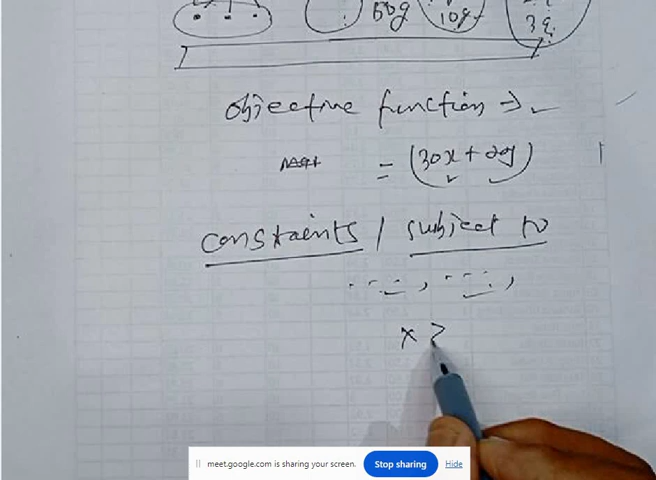 50g 10g 3q.
objective function → ✓
= (30x + 20y)
constraints / subject to
x >
meet.google.com is sharing your screen. Stop sharing Hide